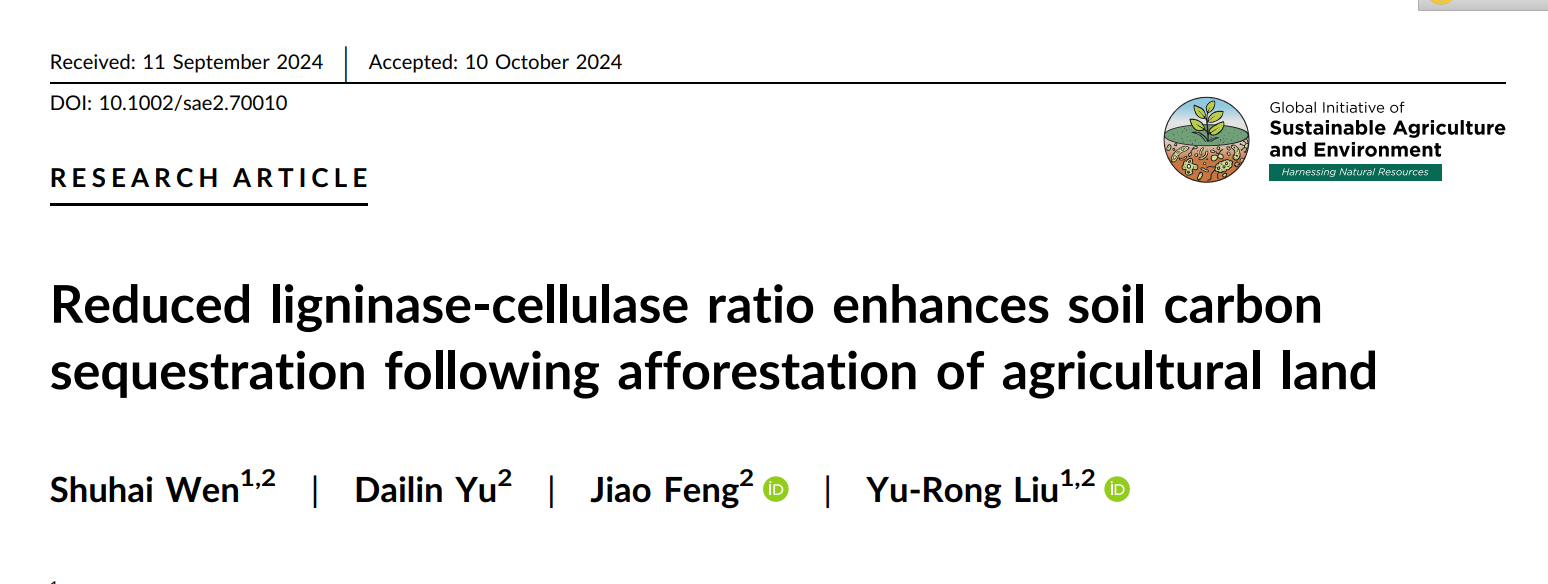 Received: 11 September 2024 | Accepted: 10 October 2024
DOI: 10.1002/sae2.70010
Global Initiative of
Sustainable Agriculture
and Environment
Harnessing Natural Resources
RESEARCH ARTICLE
Reduced ligninase-cellulase ratio enhances soil carbon
sequestration following afforestation of agricultural land
Shuhai Wen1,2 | Dailin Yu2 | Jiao Feng2 iD | Yu-Rong Liu1,2 iD